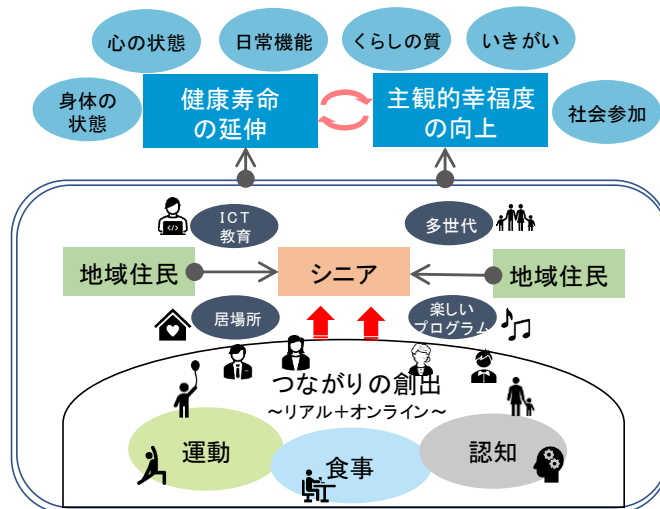 心の状態
日常機能
くらしの質
いきがい
身体の
状態
健康寿命
の延伸
主観的幸福度
の向上
社会参加
ICT
教育
多世代
地域住民
シニア
地域住民
居場所
楽しい
プログラム
つながりの創出
～リアル＋オンライン～
運動
食事
認知